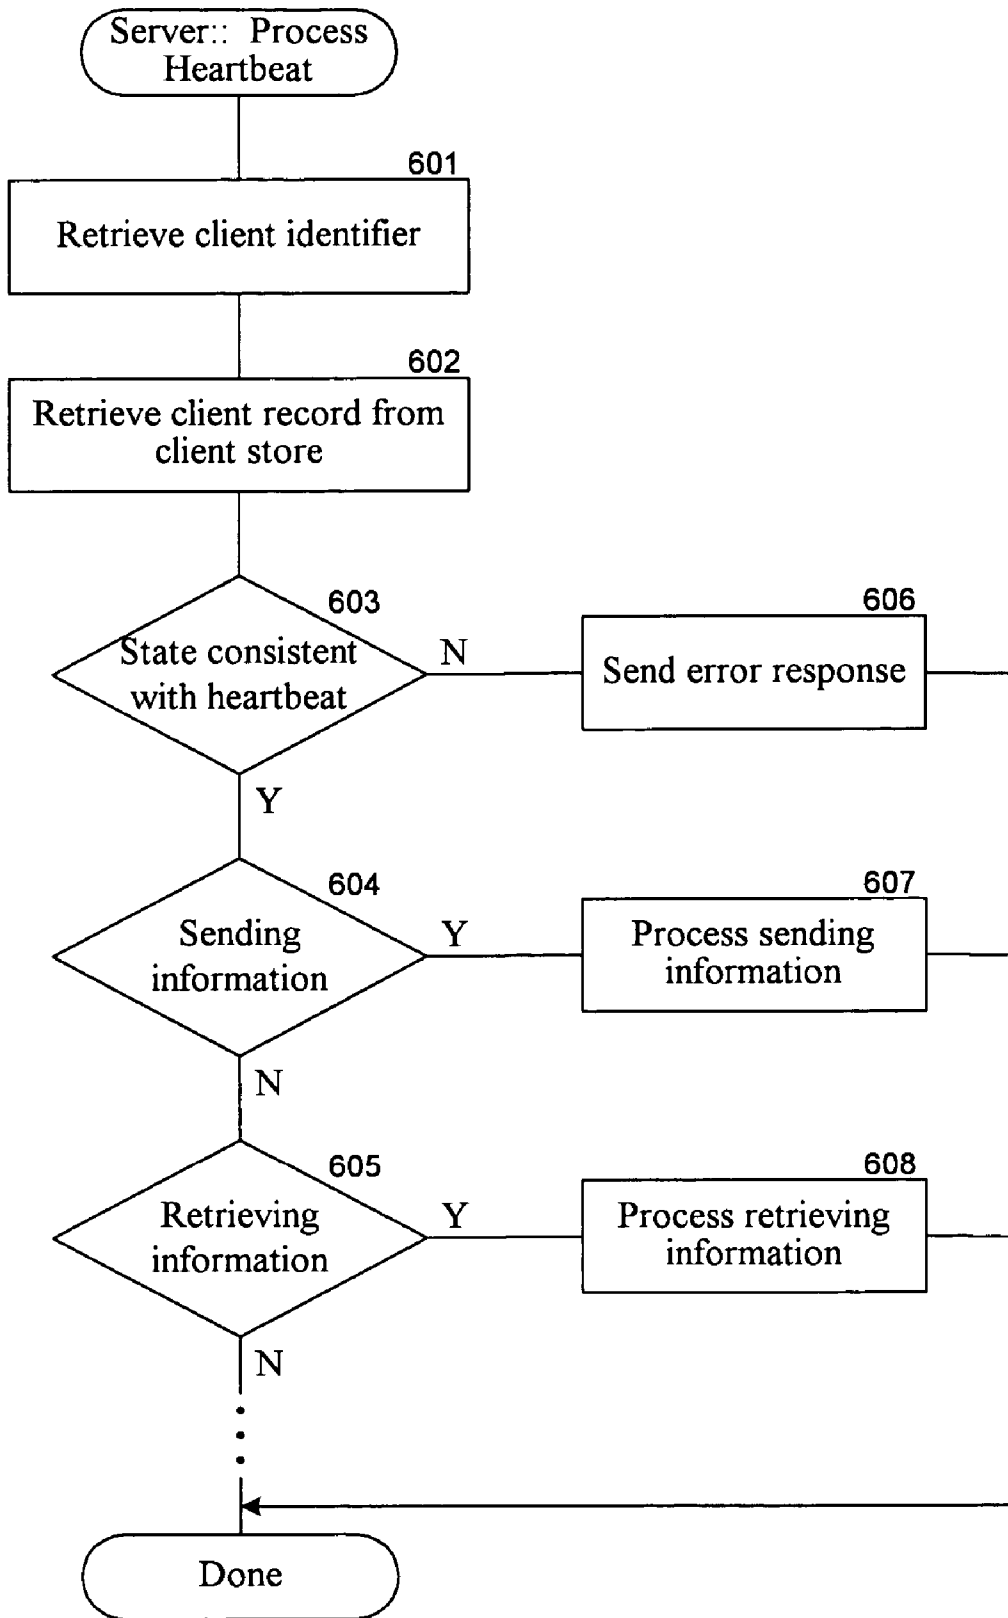 Server:: Process
Heartbeat
601
Retrieve client identifier
602
Retrieve client record from
client store
603
State consistent
with heartbeat
N
Y
606
Send error response
604
Sending
information
Y
N
607
Process sending
information
605
Retrieving
information
Y
N
608
Process retrieving
information
Done